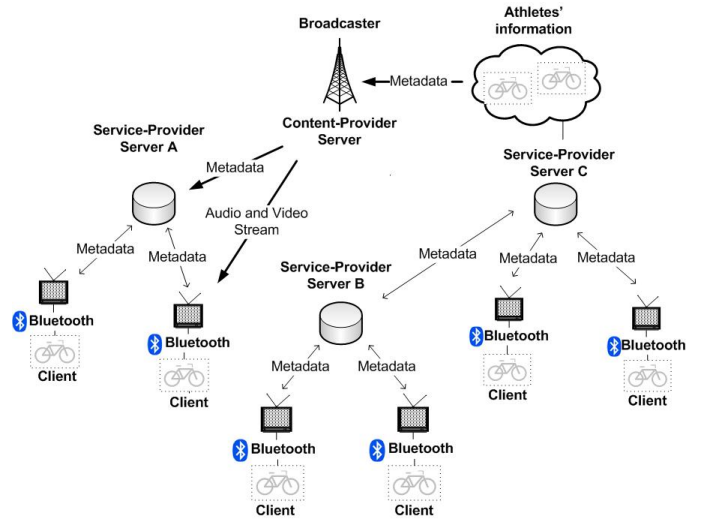 Broadcaster
Athletes'
information
Metadata
Content-Provider
Server
Service-Provider
Server A
Metadata
Service-Provider
Server C
Audio and Video
Stream
Metadata
Metadata
Metadata
Metadata
Metadata
Service-Provider
Server B
Bluetooth
Client
Bluetooth
Client
Metadata
Metadata
Bluetooth
Client
Bluetooth
Client
Bluetooth
Client
Bluetooth
Client